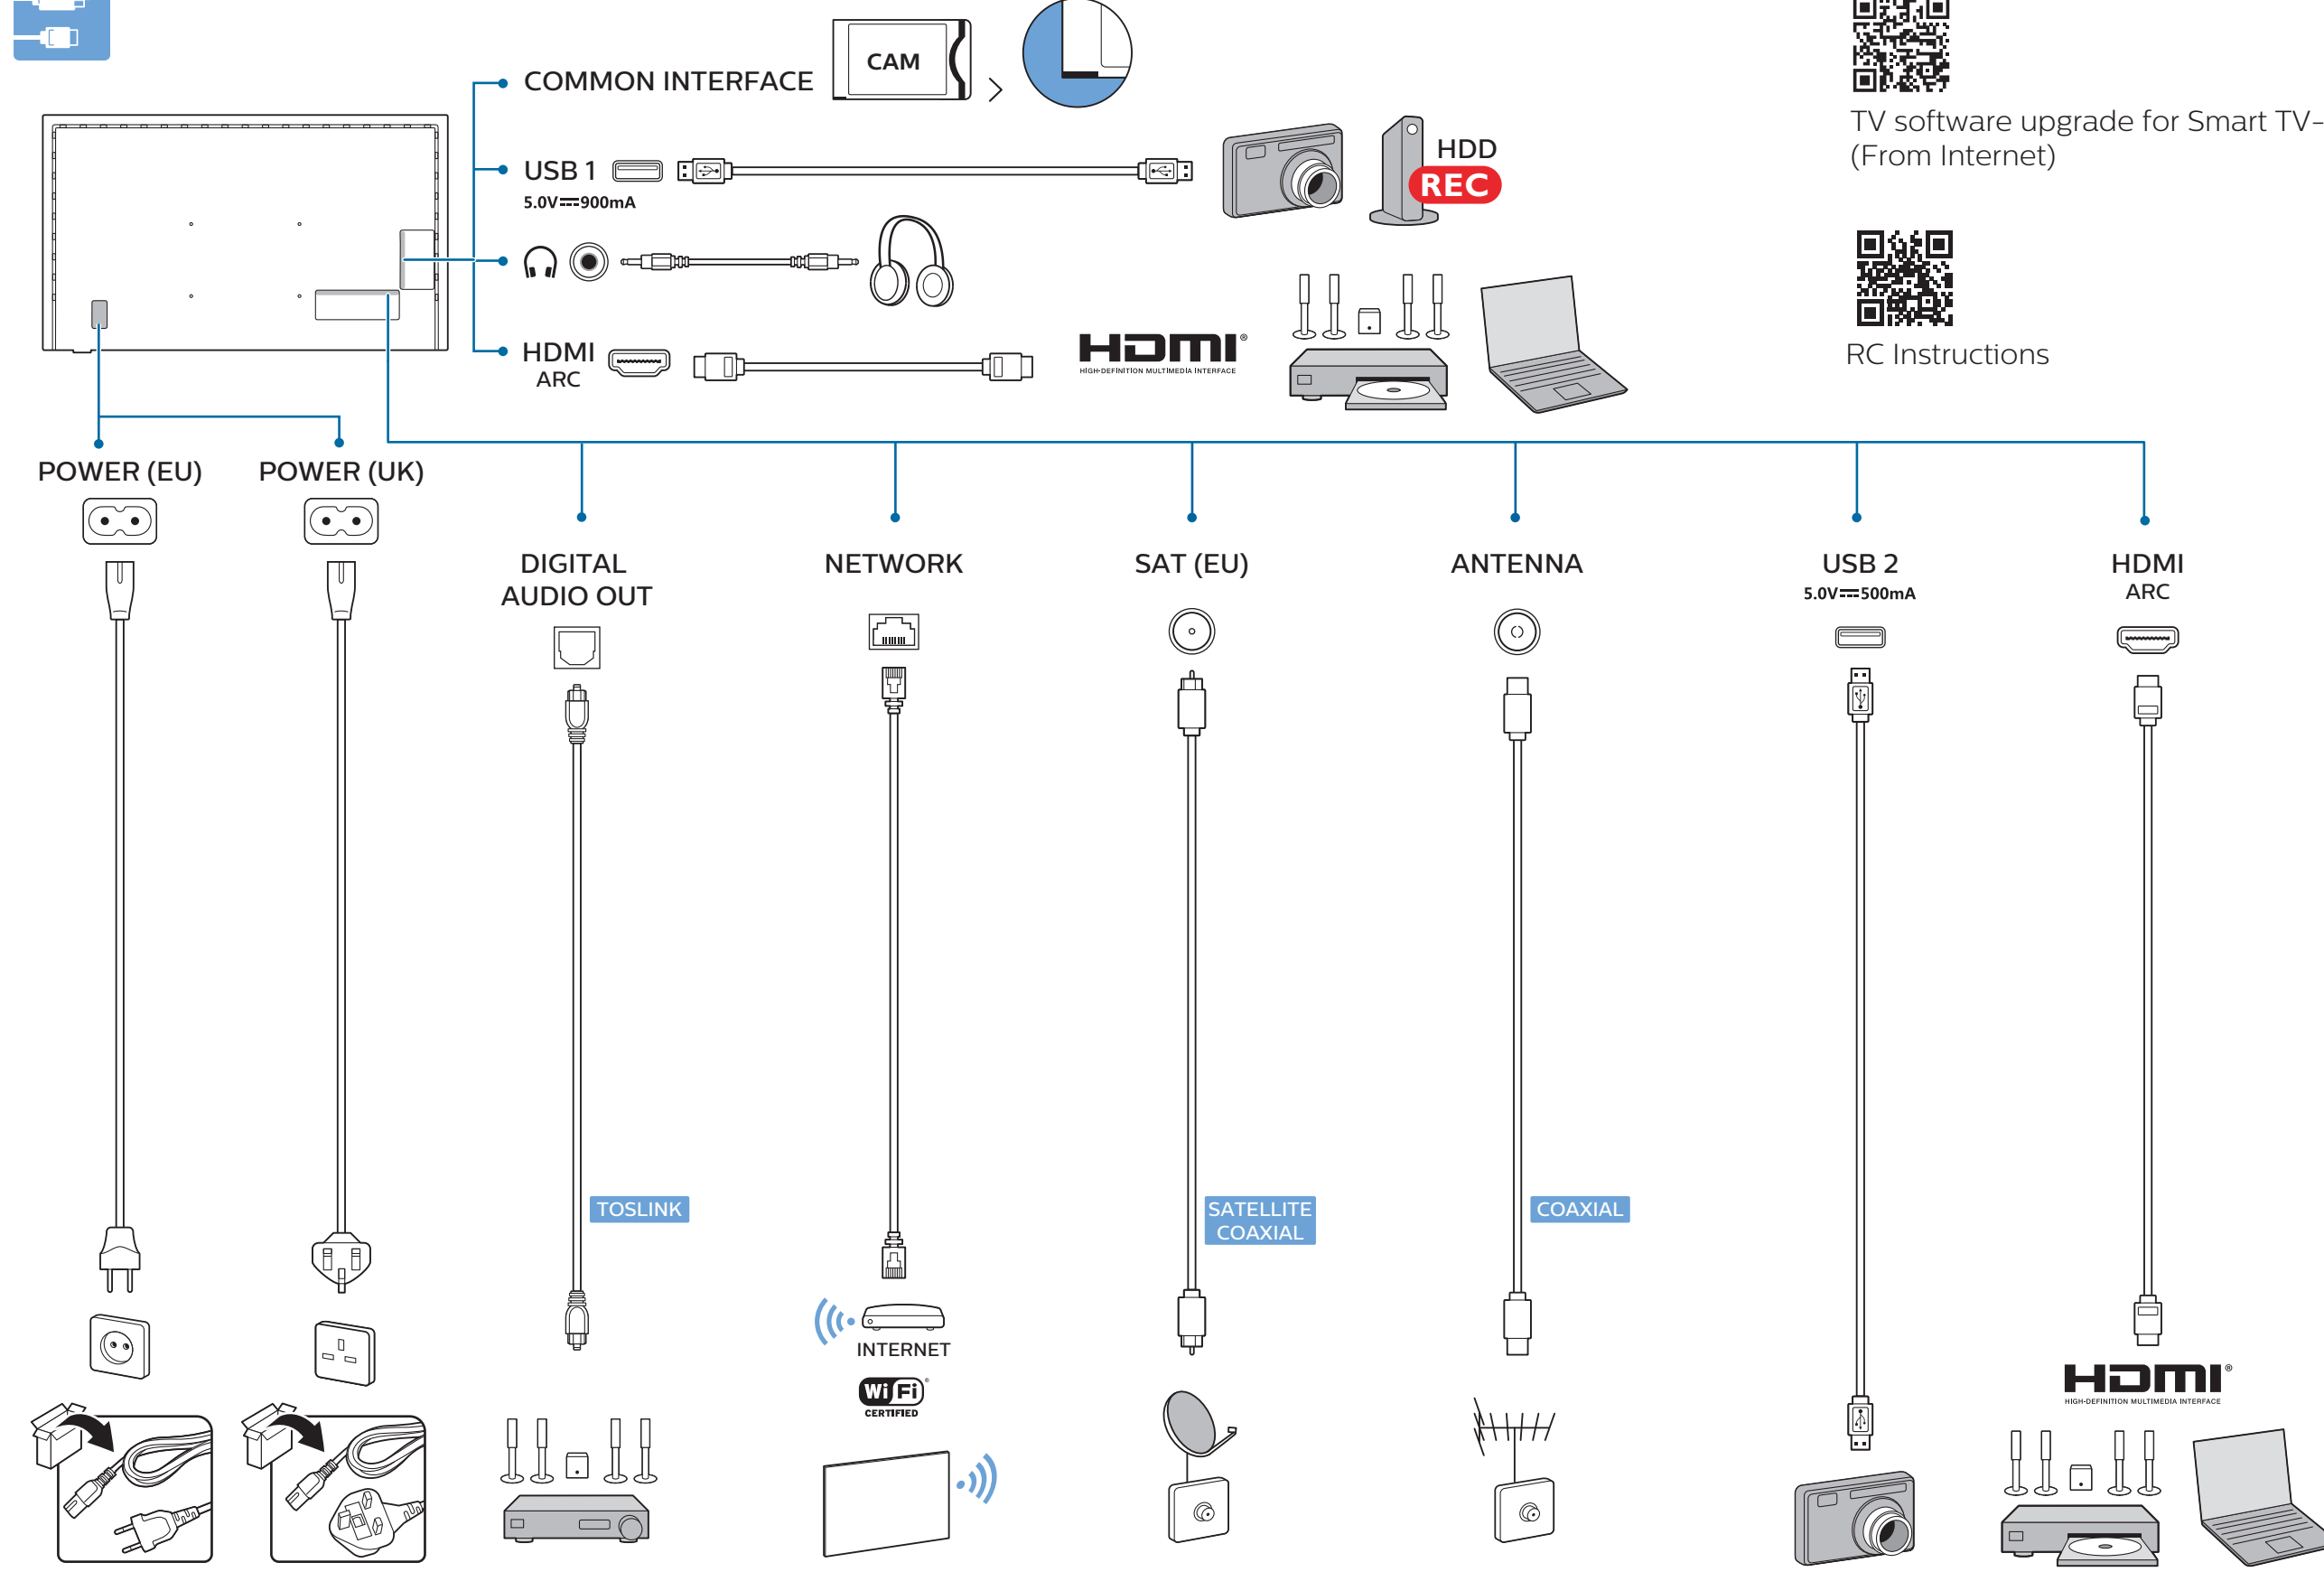 CAM
COMMON INTERFACE
USB 1
5.0V 900mA
HDD
REC
HDMI
ARC
HDMI®
HIGH-DEFINITION MULTIMEDIA INTERFACE
TV software upgrade for Smart TV-
(From Internet)
RC Instructions
POWER (EU)
POWER (UK)
DIGITAL
AUDIO OUT
NETWORK
SAT (EU)
ANTENNA
USB 2
5.0V 500mA
HDMI
ARC
TOSLINK
SATELLITE
COAXIAL
COAXIAL
INTERNET
Wi Fi®
CERTIFIED
HDMI®
HIGH-DEFINITION MULTIMEDIA INTERFACE